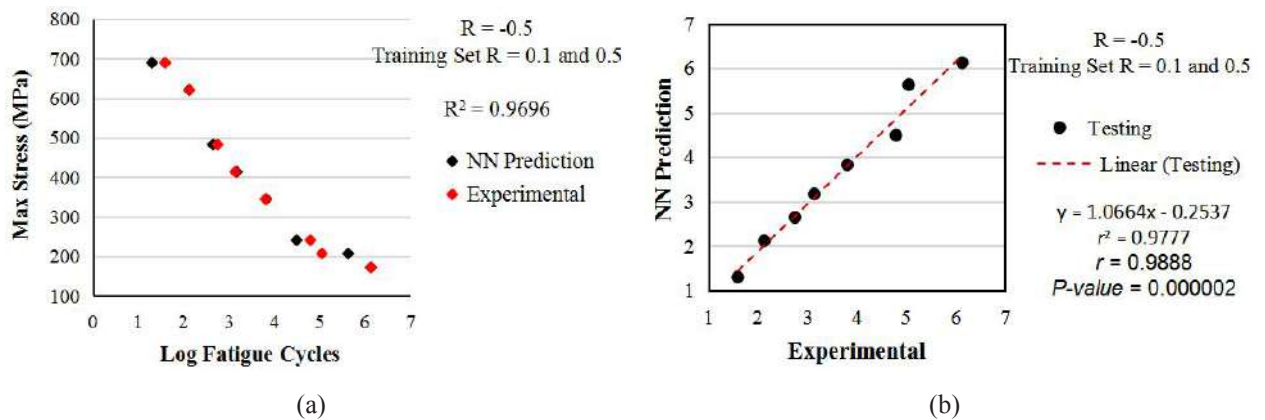 800
700
600
500
400
300
200
100
0 1 2 3 4 5 6 7
Max Stress (MPa)
Log Fatigue Cycles
R = -0.5
Training Set R = 0.1 and 0.5
R² = 0.9696
NN Prediction
Experimental
(a)
7
6
5
4
3
2
1
1 2 3 4 5 6 7
NN Prediction
Experimental
R = -0.5
Training Set R = 0.1 and 0.5
Testing
Linear (Testing)
y = 1.0664x - 0.2537
r² = 0.9777
r = 0.9888
P-value = 0.000002
(b)